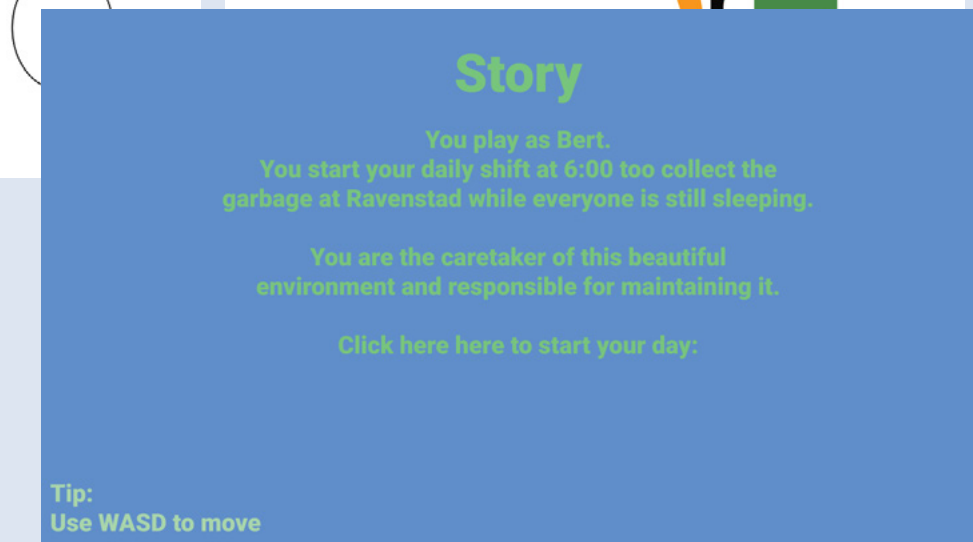 Story
You play as Bert.
You start your daily shift at 6:00 too collect the
garbage at Ravenstad while everyone is still sleeping.
You are the caretaker of this beautiful
environment and responsible for maintaining it.
Click here here to start your day:
Tip:
Use WASD to move